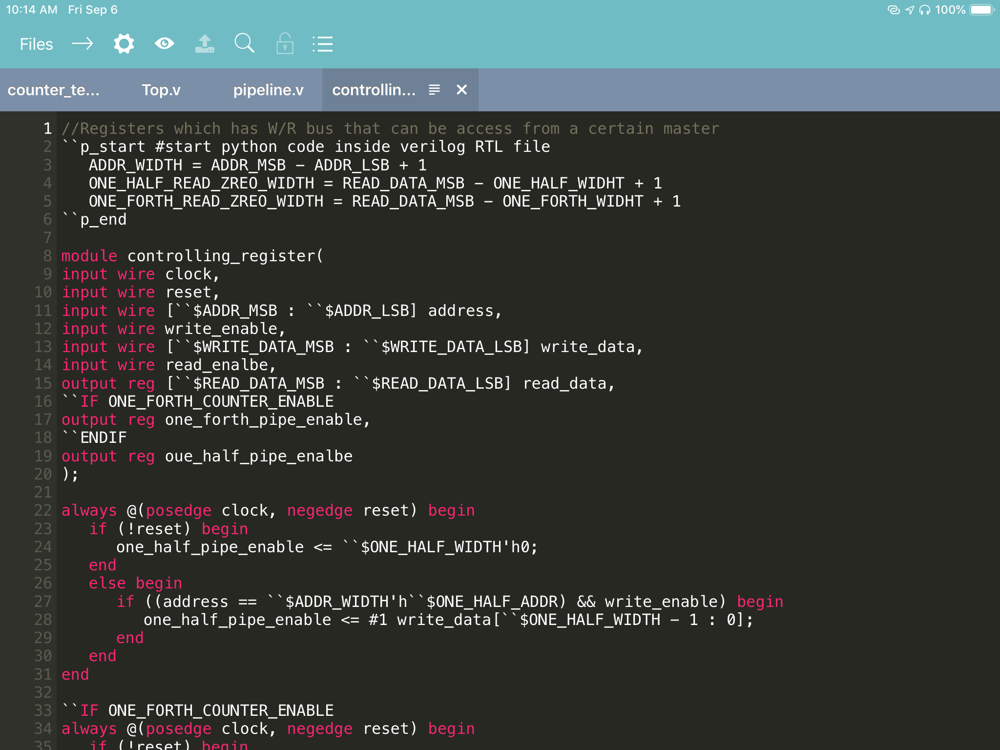 10:14 AM Fri Sep 6 100%
Files
counter_te... Top.v pipeline.v controllin...
1 //Registers which has W/R bus that can be access from a certain master
2 ``p_start #start python code inside verilog RTL file
3 ADDR_WIDTH = ADDR_MSB – ADDR_LSB + 1
4 ONE_HALF_READ_ZREO_WIDTH = READ_DATA_MSB – ONE_HALF_WIDHT + 1
5 ONE_FORTH_READ_ZREO_WIDTH = READ_DATA_MSB – ONE_FORTH_WIDHT + 1
6 ``p_end
7
8 module controlling_register(
9 input wire clock,
10 input wire reset,
11 input wire [``$ADDR_MSB : ``$ADDR_LSB] address,
12 input wire write_enable,
13 input wire [``$WRITE_DATA_MSB : ``$WRITE_DATA_LSB] write_data,
14 input wire read_enalbe,
15 output reg [``$READ_DATA_MSB : ``$READ_DATA_LSB] read_data,
16 ``IF ONE_FORTH_COUNTER_ENABLE
17 output reg one_forth_pipe_enable,
18 ``ENDIF
19 output reg oue_half_pipe_enalbe
20 );
21
22 always @(posedge clock, negedge reset) begin
23 if (!reset) begin
24 one_half_pipe_enable <= ``$ONE_HALF_WIDTH'h0;
25 end
26 else begin
27 if ((address == ``$ADDR_WIDTH'h``$ONE_HALF_ADDR) && write_enable) begin
28 one_half_pipe_enable <= #1 write_data[``$ONE_HALF_WIDTH – 1 : 0];
29 end
30 end
31 end
32
33 ``IF ONE_FORTH_COUNTER_ENABLE
34 always @(posedge clock, negedge reset) begin
35 if (!reset) begin